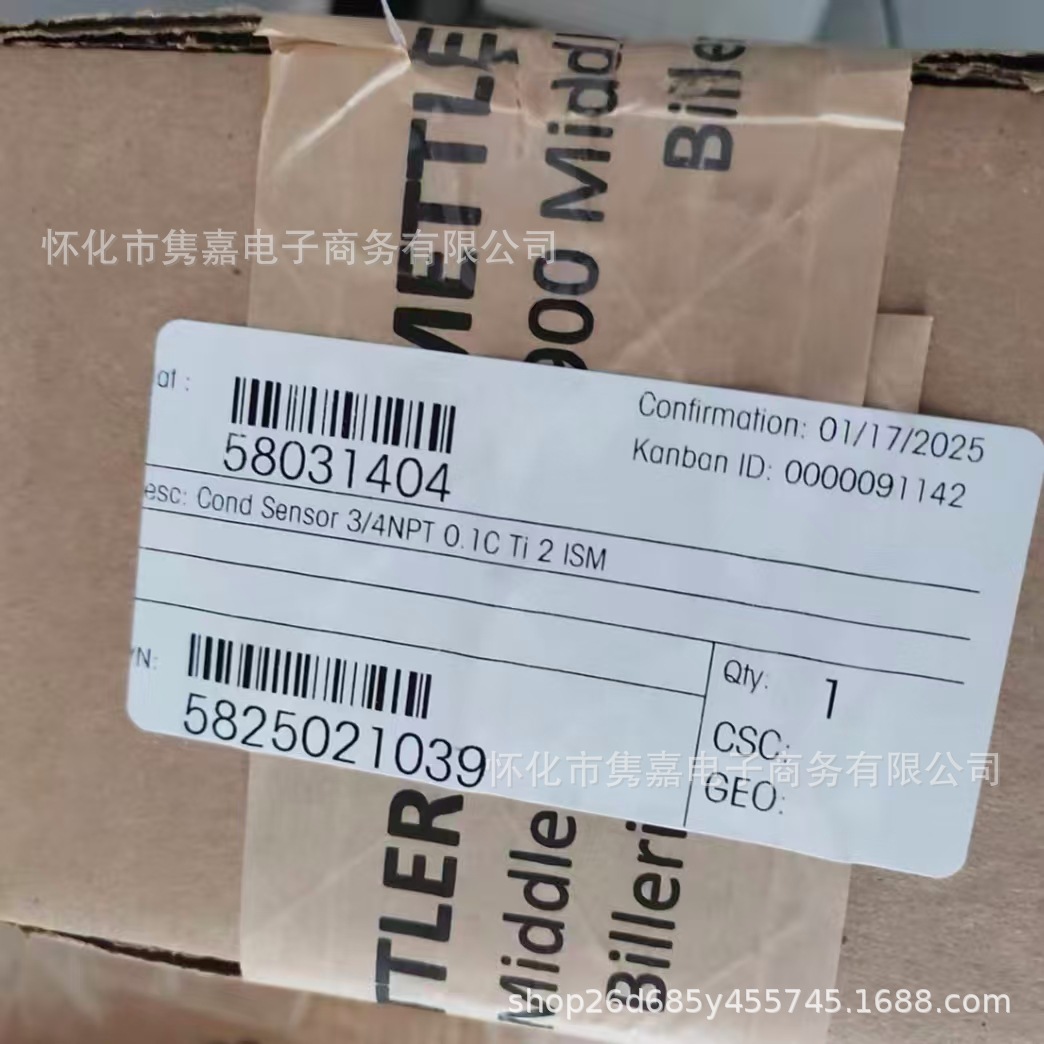 METTLE
900 Middl
Bille
怀化市隽嘉电子商务有限公司
at :
58031404
Confirmation: 01/17/2025
Kanban ID: 0000091142
esc: Cond Sensor 3/4NPT 0.1C Ti 2 ISM
/N:
5825021039
Qty: 1
CSC:
GEO:
怀化市隽嘉电子商务有限公司
TTLER
Middle
Billeri
shop26d685y455745.1688.com